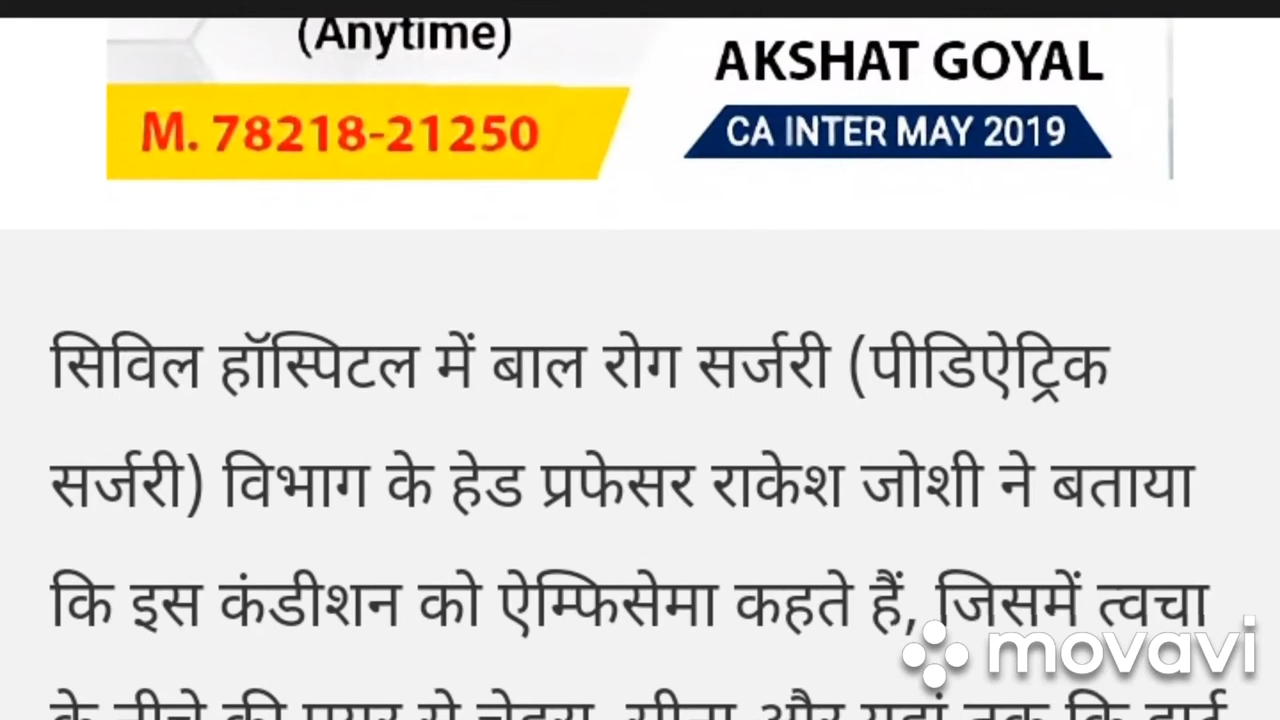 (Anytime)
M. 78218-21250
AKSHAT GOYAL
CA INTER MAY 2019
सिविल हॉस्पिटल में बाल रोग सर्जरी (पीडिऐट्रिक
सर्जरी) विभाग के हेड प्रफेसर राकेश जोशी ने बताया
कि इस कंडीशन को ऐम्फिसेमा कहते हैं, जिसमें त्वचा
movavi